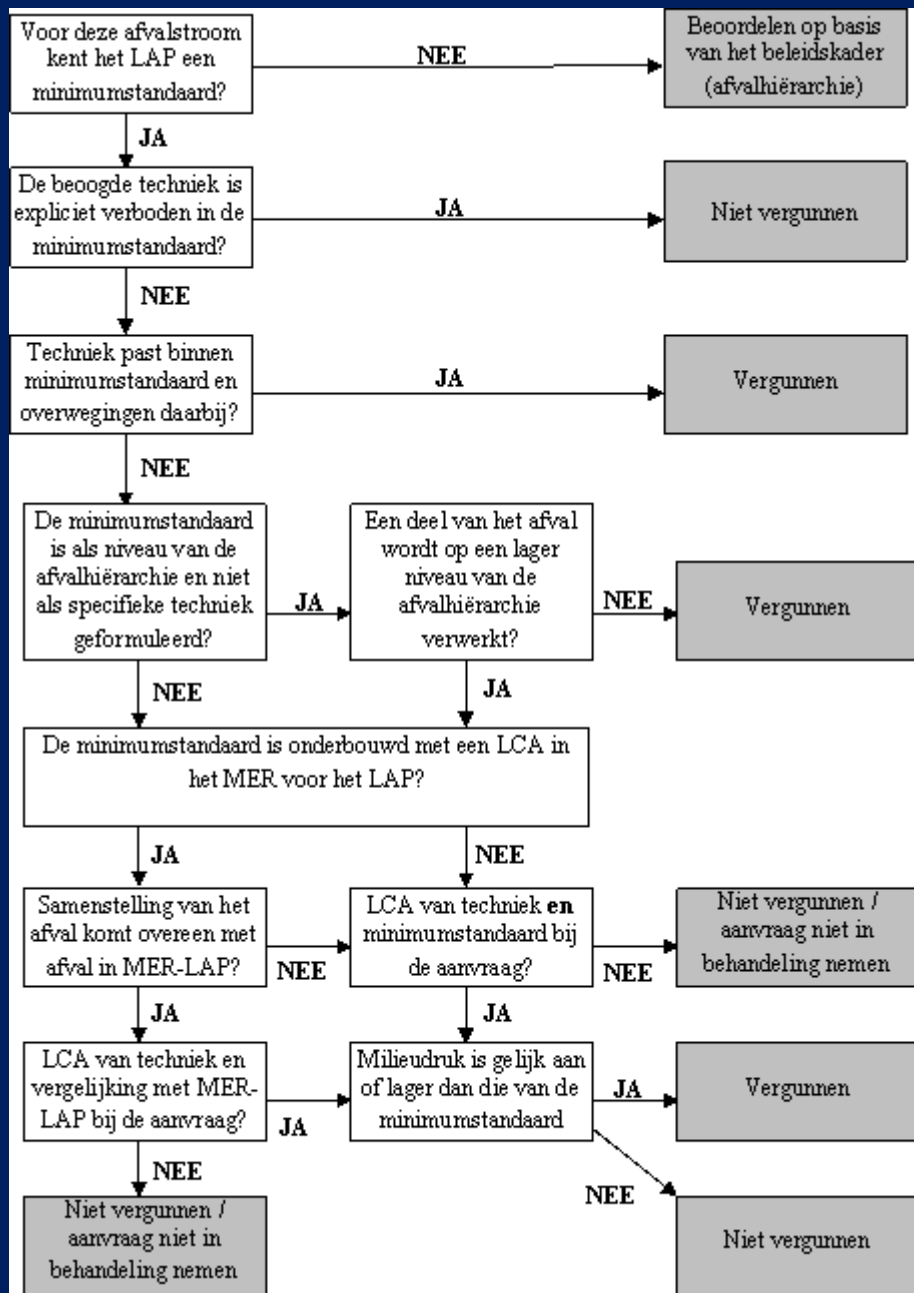 Voor deze afvalstroom
kent het LAP een
minimumstandaard?
NEE
Beoordelen op basis
van het beleidskader
(afvalhiërarchie)
JA
De beoogde techniek is
expliciet verboden in de
minimumstandaard?
JA
Niet vergunnen
NEE
Techniek past binnen
minimumstandaard en
overwegingen daarbij?
JA
Vergunnen
NEE
De minimumstandaard
is als niveau van de
afvalhiërarchie en niet
als specifieke techniek
geformuleerd?
JA
Een deel van het afval
wordt op een lager
niveau van de
afvalhiërarchie
verwerkt?
NEE
Vergunnen
NEE
JA
De minimumstandaard is onderbouwd met een LCA in
het MER voor het LAP?
JA
NEE
Samenstelling van het
afval komt overeen met
afval in MER-LAP?
NEE
LCA van techniek en
minimumstandaard bij
de aanvraag?
NEE
Niet vergunnen /
aanvraag niet in
behandeling nemen
JA
JA
LCA van techniek en
vergelijking met MER-
LAP bij de aanvraag?
JA
Milieudruk is gelijk aan
of lager dan die van de
minimumstandaard
JA
Vergunnen
NEE
NEE
Niet vergunnen /
aanvraag niet in
behandeling nemen
Niet vergunnen